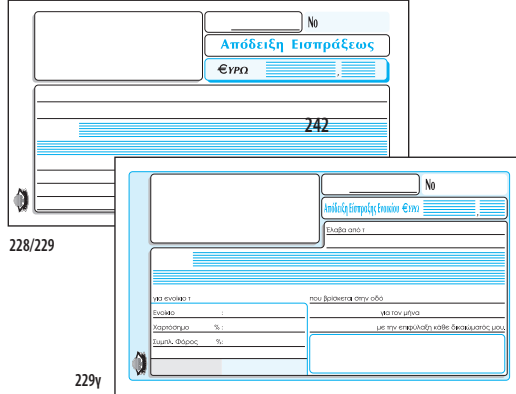 No
Απόδειξη Εισπράξεως
€ΥΡΩ ,
242
228/229
No
Απόδειξη Είσπραξης Ενοικίου €ΥΡΩ ,
Έλαβα από τ
για ενοίκιο τ που βρίσκεται στην οδό
Ενοίκιο : για τον μήνα
Χαρτόσημο % : με την επιφύλαξη κάθε δικαιώματός μου.
Συμπλ. Φόρος %:
229γ